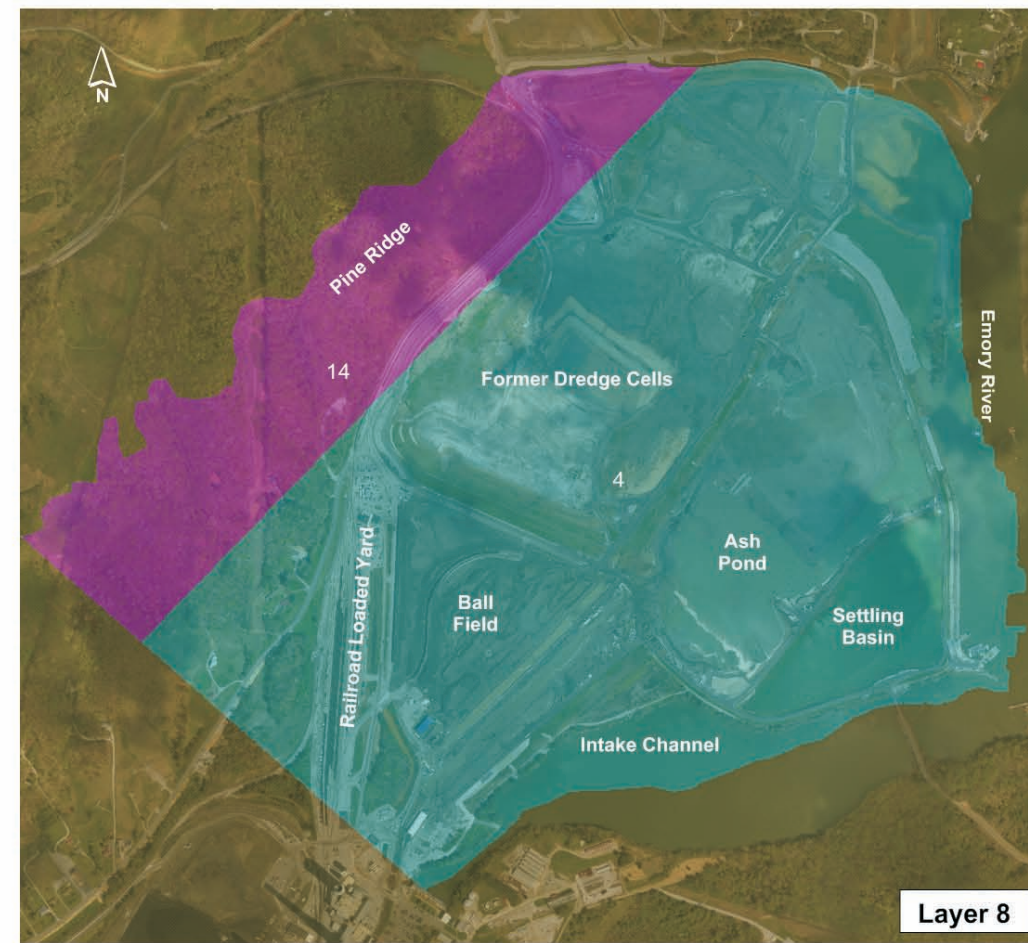 N
Pine Ridge
14
Former Dredge Cells
Emory River
4
Ash
Pond
Railroad Loaded Yard
Ball
Field
Settling
Basin
Intake Channel
Layer 8